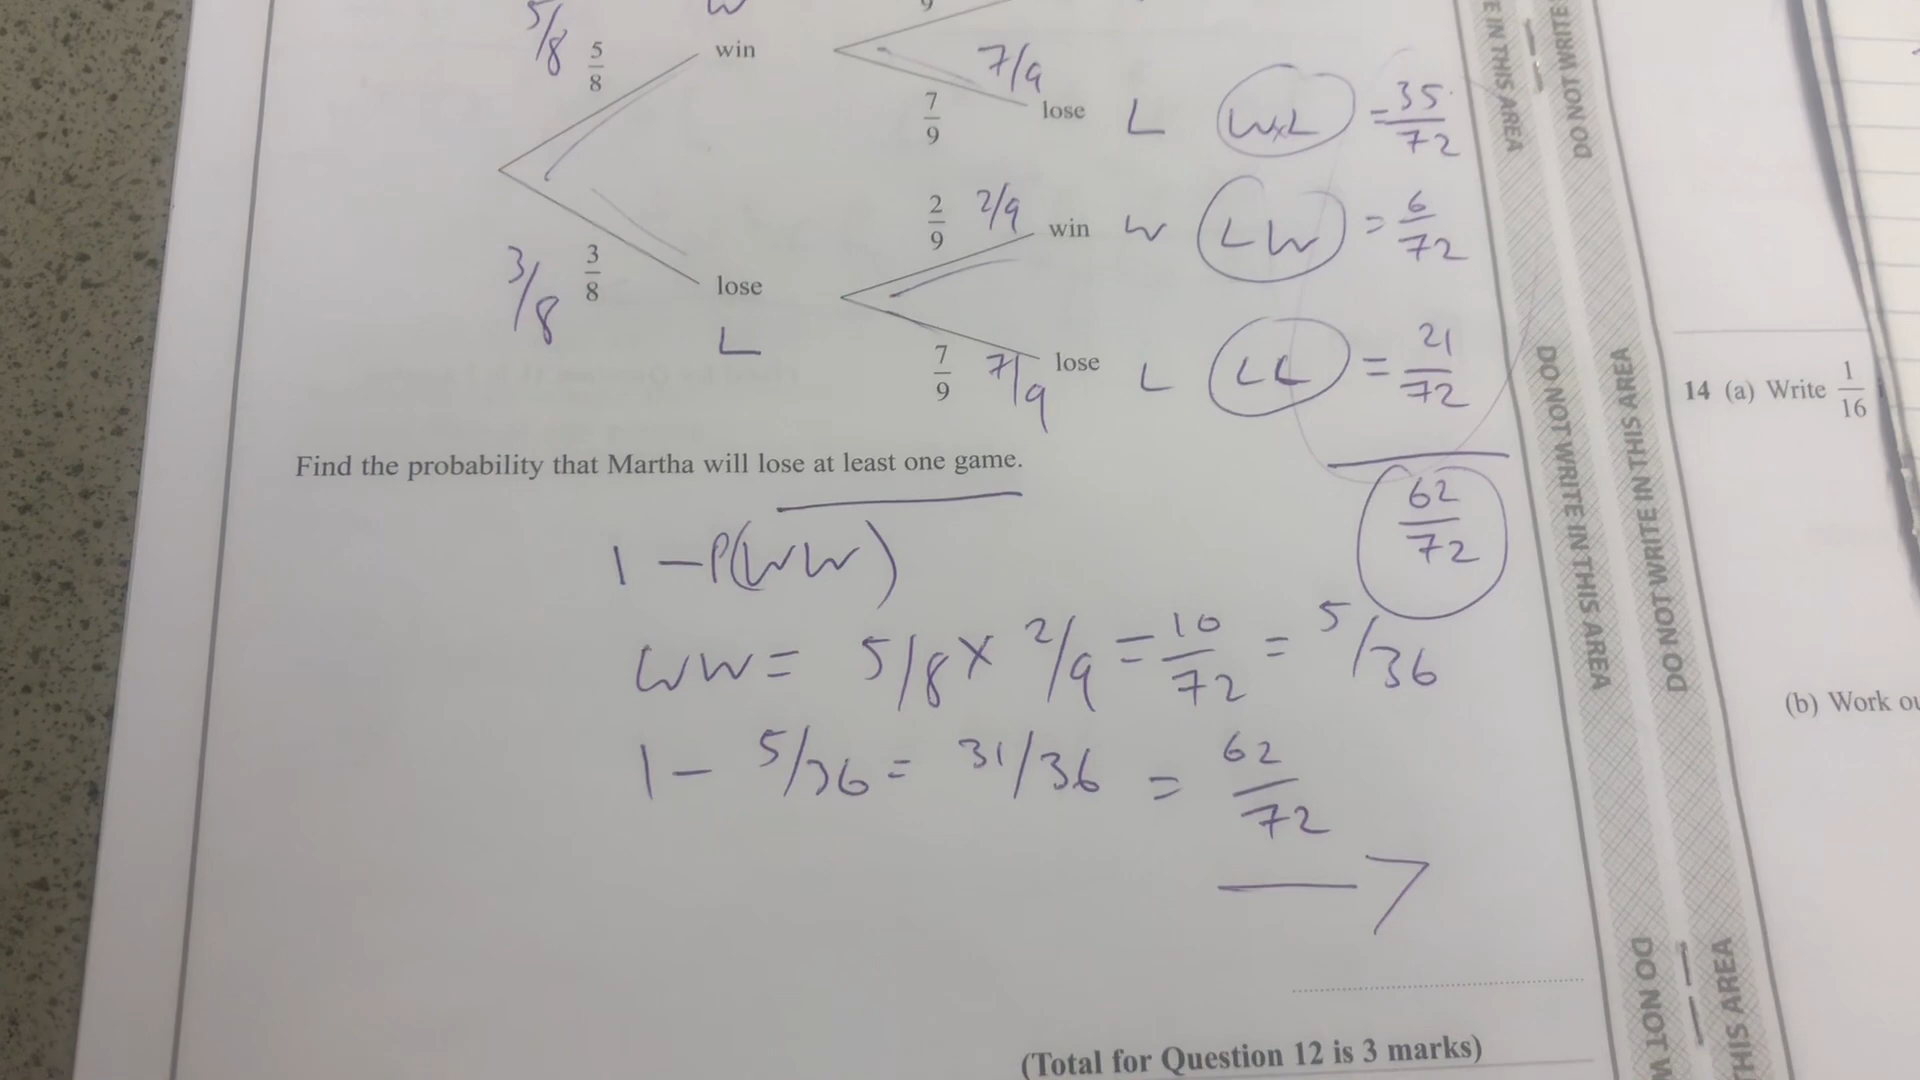 5/8 5/8 win W
7/9 7/9 lose L W×L = 35/72
2/9 2/9 win W LW = 6/72
3/8 3/8 lose L
7/9 7/9 lose L LL = 21/72
Find the probability that Martha will lose at least one game.
62/72
1 – P(WW)
WW = 5/8 × 2/9 = 10/72 = 5/36
1 – 5/36 = 31/36 = 62/72
(Total for Question 12 is 3 marks)
E IN THIS AREA
DO NOT WRITE
DO NOT WRITE IN THIS AREA
DO NOT WRITE IN THIS AREA
DO NOT W
THIS AREA
14 (a) Write 1/16
(b) Work ou